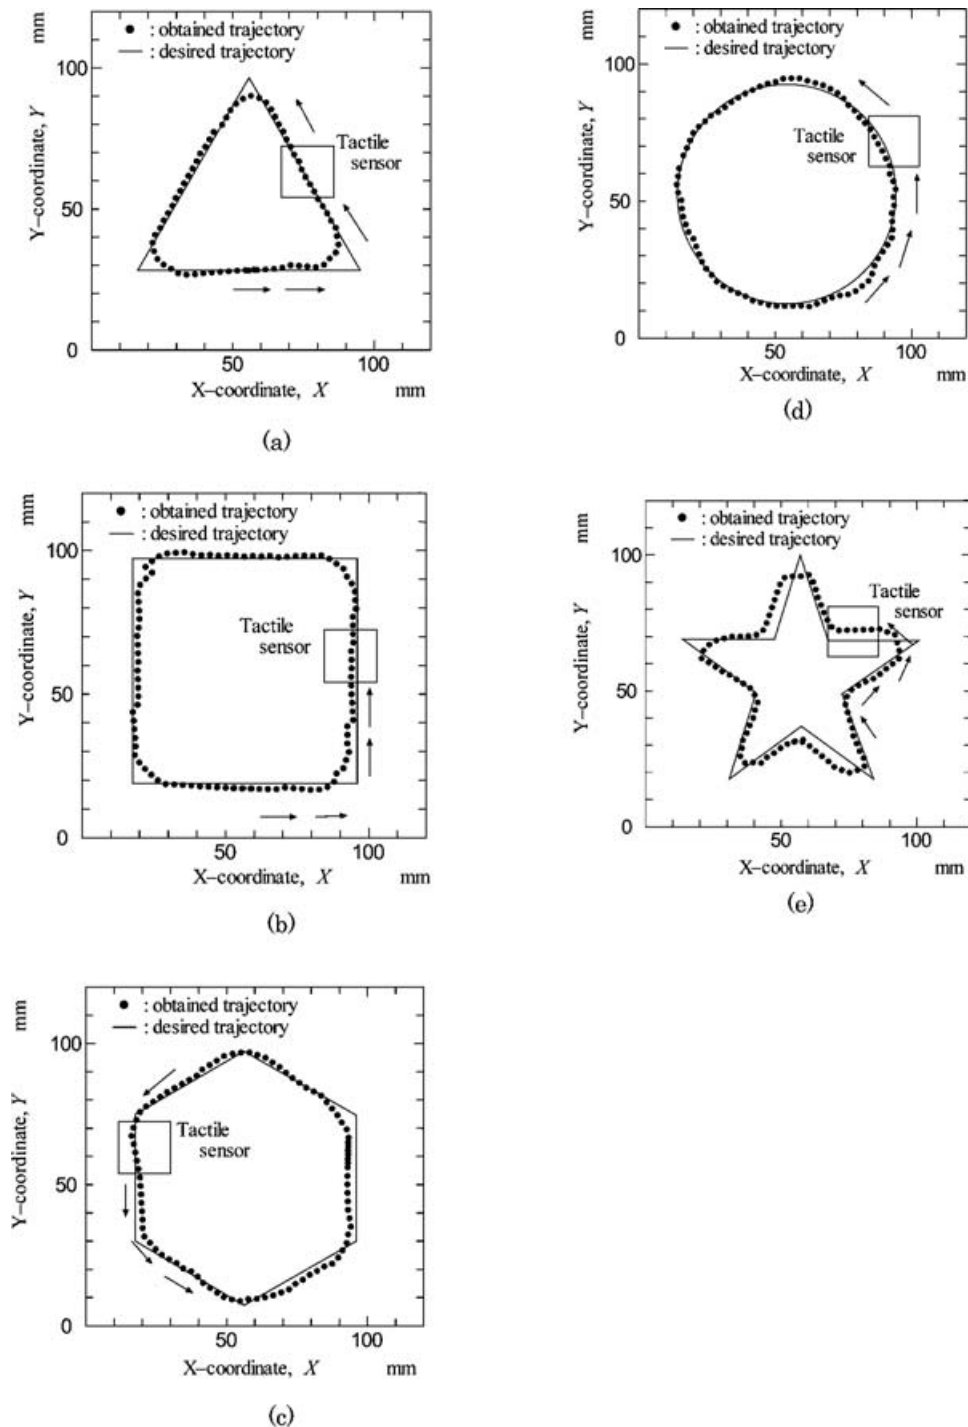 mm
● : obtained trajectory
— : desired trajectory
100
Y–coordinate, Y
50
0
Tactile
sensor
50
100
X–coordinate, X
mm
(a)
mm
● : obtained trajectory
— : desired trajectory
100
Y–coordinate, Y
50
0
Tactile
sensor
50
100
X–coordinate, X
mm
(b)
mm
● : obtained trajectory
— : desired trajectory
100
Y–coordinate, Y
50
0
Tactile
sensor
50
100
X–coordinate, X
mm
(c)
mm
● : obtained trajectory
— : desired trajectory
100
Y–coordinate, Y
50
0
Tactile
sensor
50
100
X–coordinate, X
mm
(d)
mm
● : obtained trajectory
— : desired trajectory
100
Y–coordinate, Y
50
0
Tactile
sensor
50
100
X–coordinate, X
mm
(e)